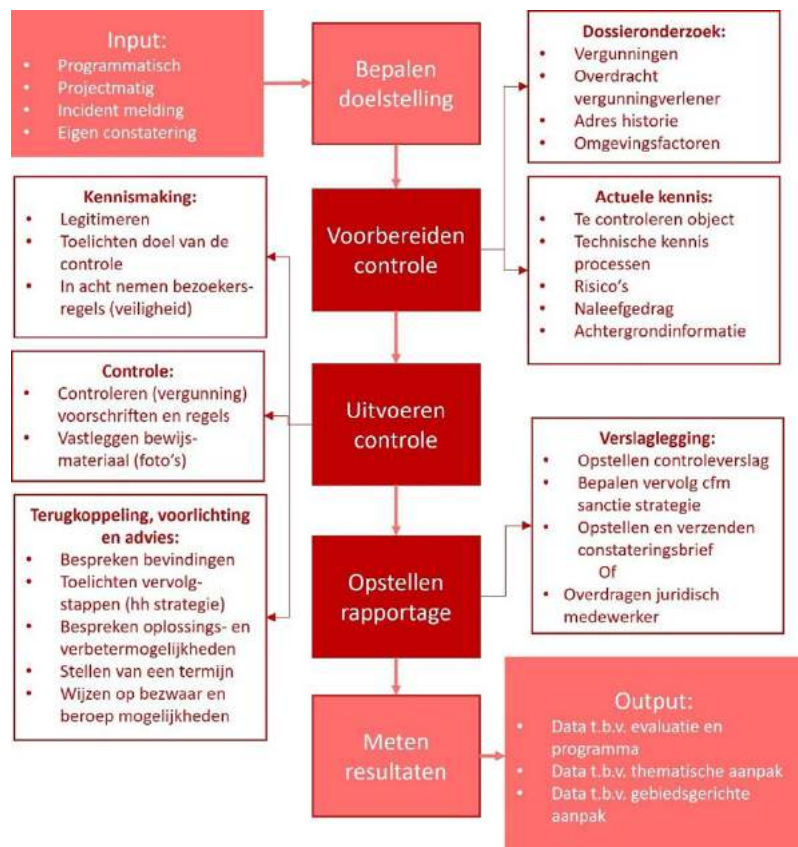 Input:
• Programmatisch
• Projectmatig
• Incident melding
• Eigen constatering
Bepalen
doelstelling
Dossieronderzoek:
• Vergunningen
• Overdracht
vergunningverlener
• Adres historie
• Omgevingsfactoren
Kennismaking:
• Legitimeren
• Toelichten doel van de
controle
• In acht nemen bezoekers-
regels (veiligheid)
Voorbereiden
controle
Actuele kennis:
• Te controleren object
• Technische kennis
processen
• Risico's
• Naleefgedrag
• Achtergrondinformatie
Controle:
• Controleren (vergunning)
voorschriften en regels
• Vastleggen bewijs-
materiaal (foto's)
Uitvoeren
controle
Verslaglegging:
• Opstellen controleverslag
• Bepalen vervolg cfm
sanctie strategie
• Opstellen en verzenden
constateringsbrief
Of
• Overdragen juridisch
medewerker
Terugkoppeling, voorlichting
en advies:
• Bespreken bevindingen
• Toelichten vervolg-
stappen (hh strategie)
• Bespreken oplossings- en
verbetermogelijkheden
• Stellen van een termijn
• Wijzen op bezwaar en
beroep mogelijkheden
Opstellen
rapportage
Meten
resultaten
Output:
• Data t.b.v. evaluatie en
programma
• Data t.b.v. thematische aanpak
• Data t.b.v. gebiedsgerichte
aanpak